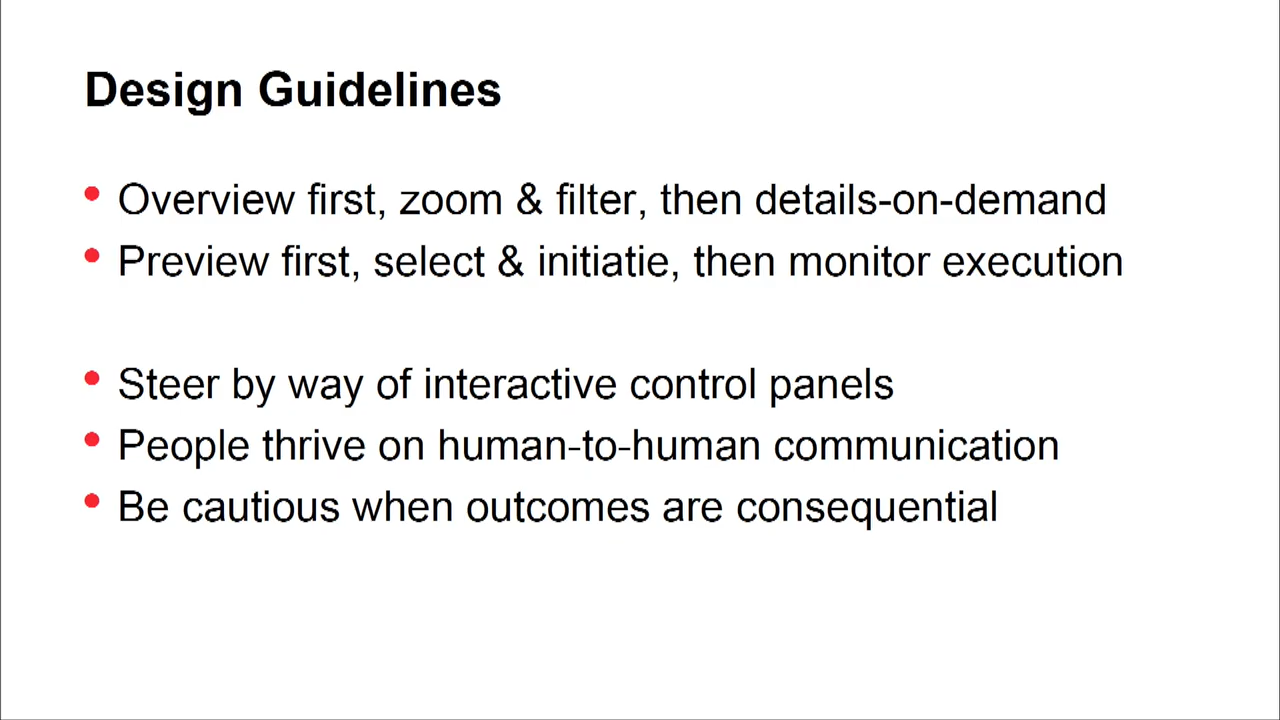 Design Guidelines
• Overview first, zoom & filter, then details-on-demand
• Preview first, select & initiatie, then monitor execution
• Steer by way of interactive control panels
• People thrive on human-to-human communication
• Be cautious when outcomes are consequential